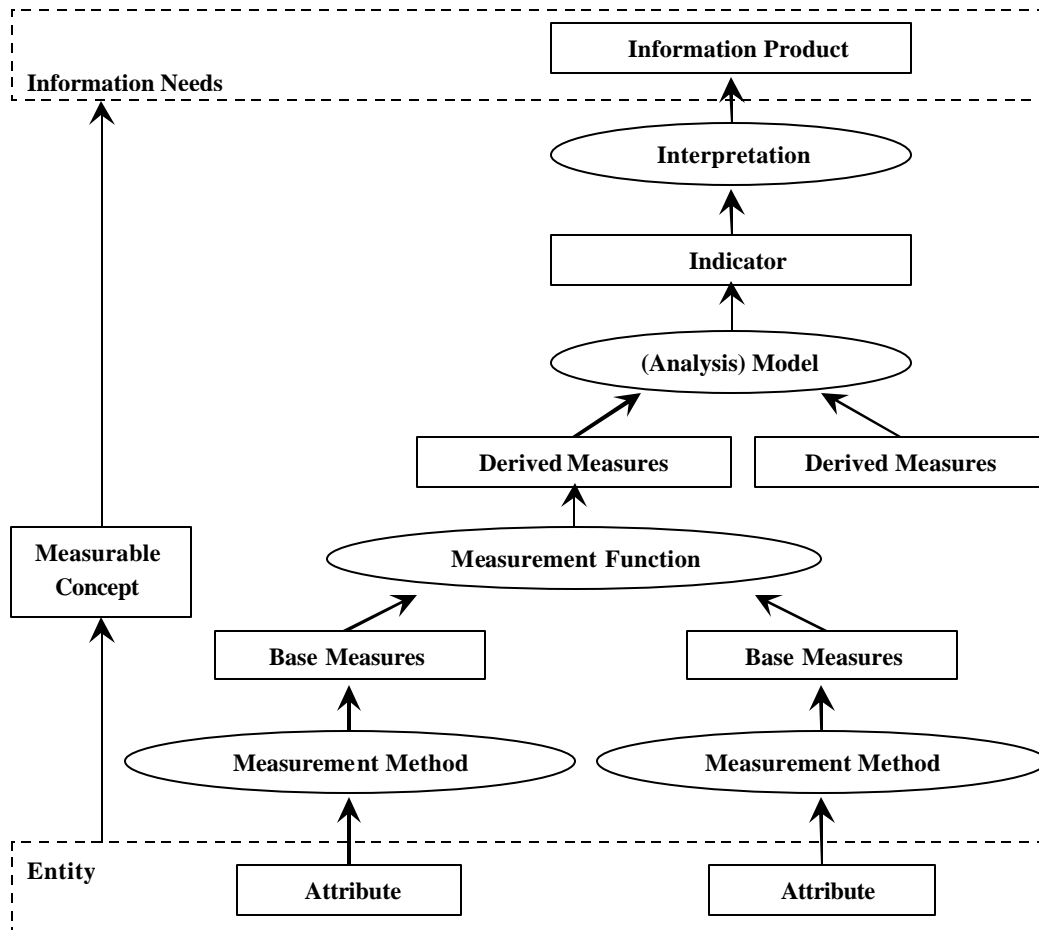 Information Product
Information Needs
Interpretation
Indicator
(Analysis) Model
Derived Measures
Derived Measures
Measurable
Concept
Measurement Function
Base Measures
Base Measures
Measurement Method
Measurement Method
Entity
Attribute
Attribute